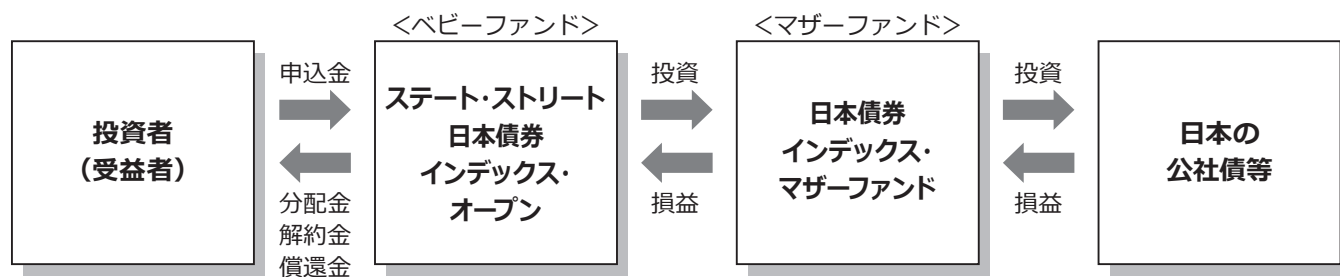 <ベビーファンド>
<マザーファンド>
投資者
（受益者）
申込金
分配金
解約金
償還金
ステート・ストリート
日本債券
インデックス・
オープン
投資
損益
日本債券
インデックス・
マザーファンド
投資
損益
日本の
公社債等